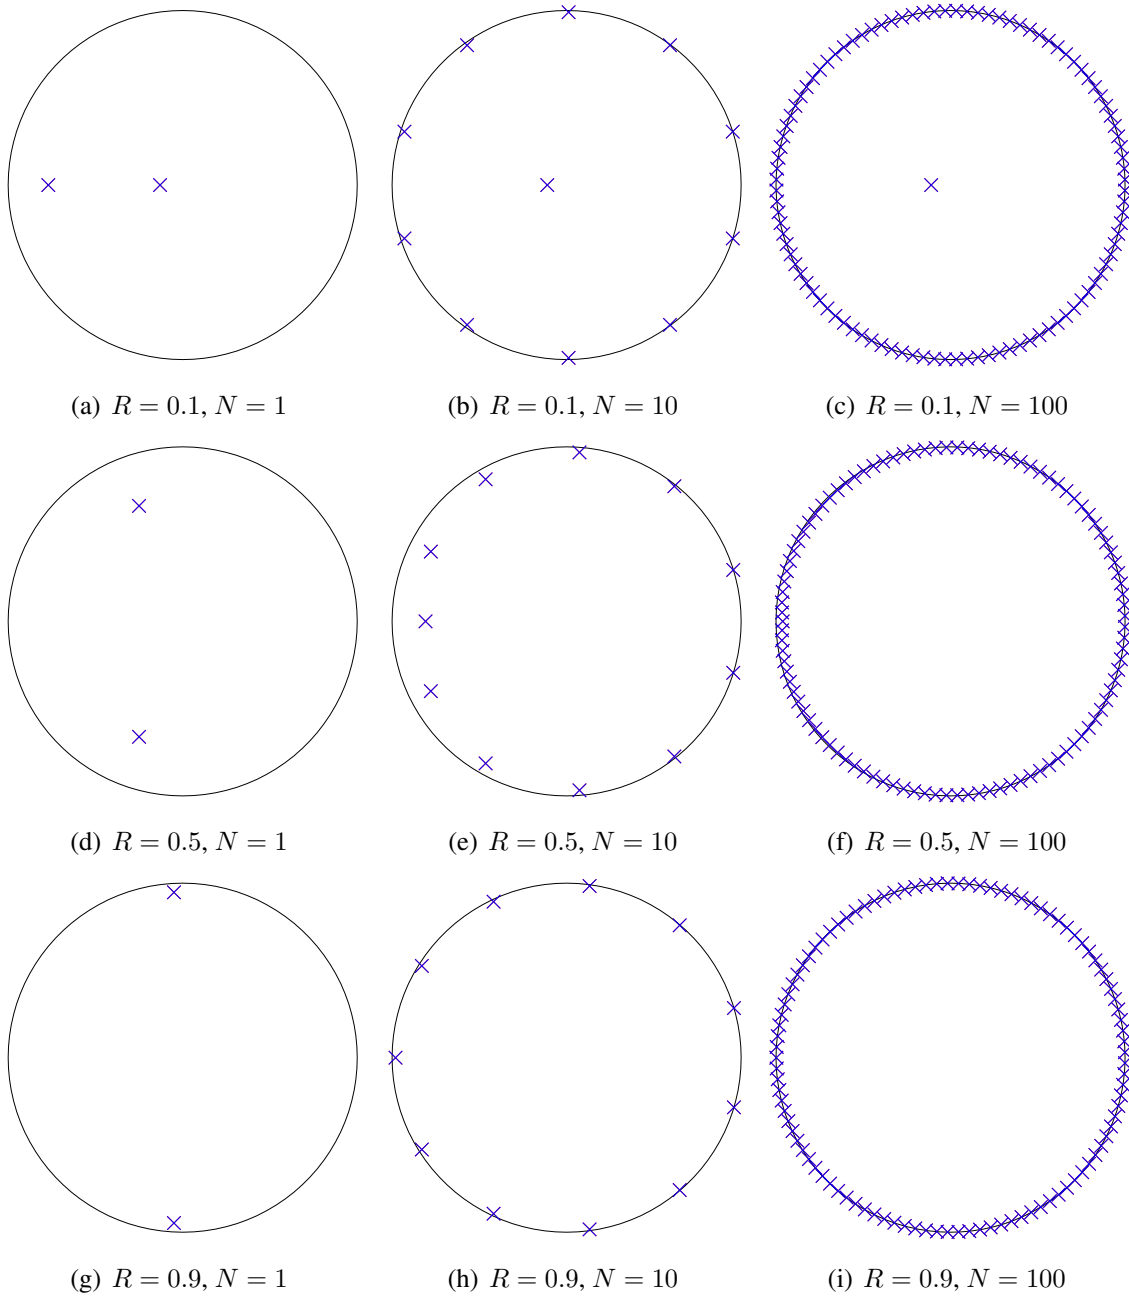 (a) R = 0.1, N = 1
(b) R = 0.1, N = 10
(c) R = 0.1, N = 100
(d) R = 0.5, N = 1
(e) R = 0.5, N = 10
(f) R = 0.5, N = 100
(g) R = 0.9, N = 1
(h) R = 0.9, N = 10
(i) R = 0.9, N = 100